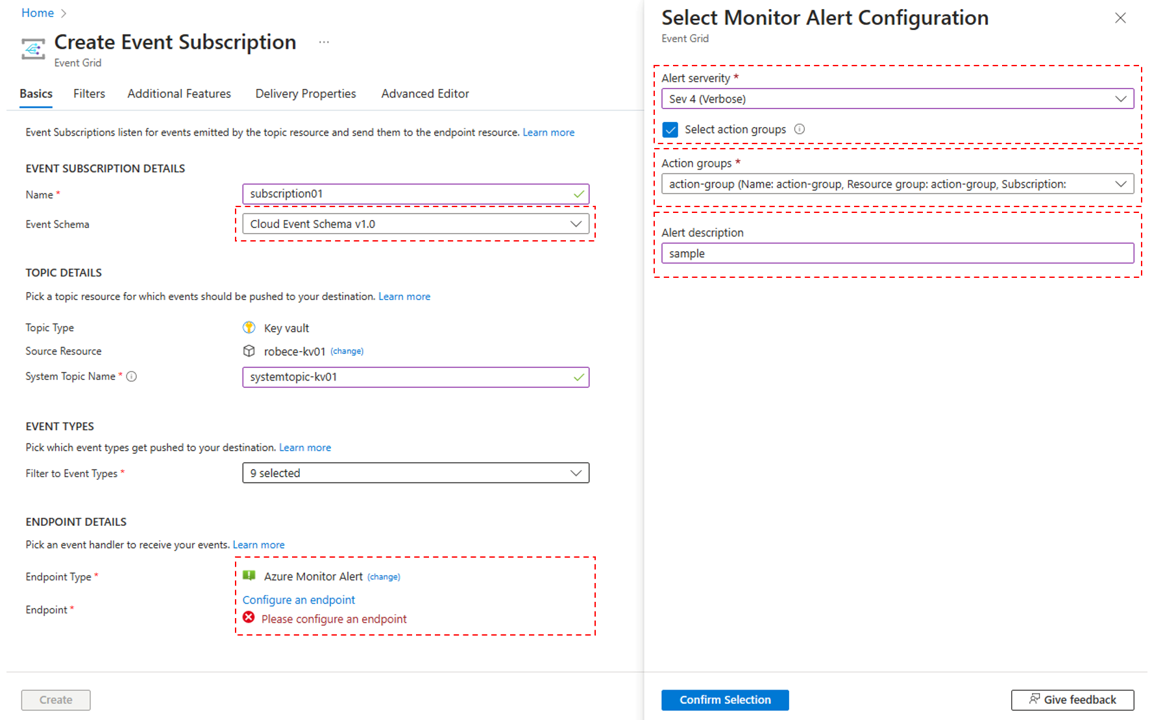 Home
Create Event Subscription ...
Event Grid
Basics Filters Additional Features Delivery Properties Advanced Editor
Event Subscriptions listen for events emitted by the topic resource and send them to the endpoint resource. Learn more
EVENT SUBSCRIPTION DETAILS
Name * subscription01
Event Schema Cloud Event Schema v1.0
TOPIC DETAILS
Pick a topic resource for which events should be pushed to your destination. Learn more
Topic Type Key vault
Source Resource robece-kv01 (change)
System Topic Name * systemtopic-kv01
EVENT TYPES
Pick which event types get pushed to your destination. Learn more
Filter to Event Types * 9 selected
ENDPOINT DETAILS
Pick an event handler to receive your events. Learn more
Endpoint Type * Azure Monitor Alert (change)
Configure an endpoint
Endpoint *
Please configure an endpoint
Create
Select Monitor Alert Configuration
Event Grid
Alert serverity *
Sev 4 (Verbose)
Select action groups
Action groups *
action-group (Name: action-group, Resource group: action-group, Subscription:
Alert description
sample
Confirm Selection Give feedback